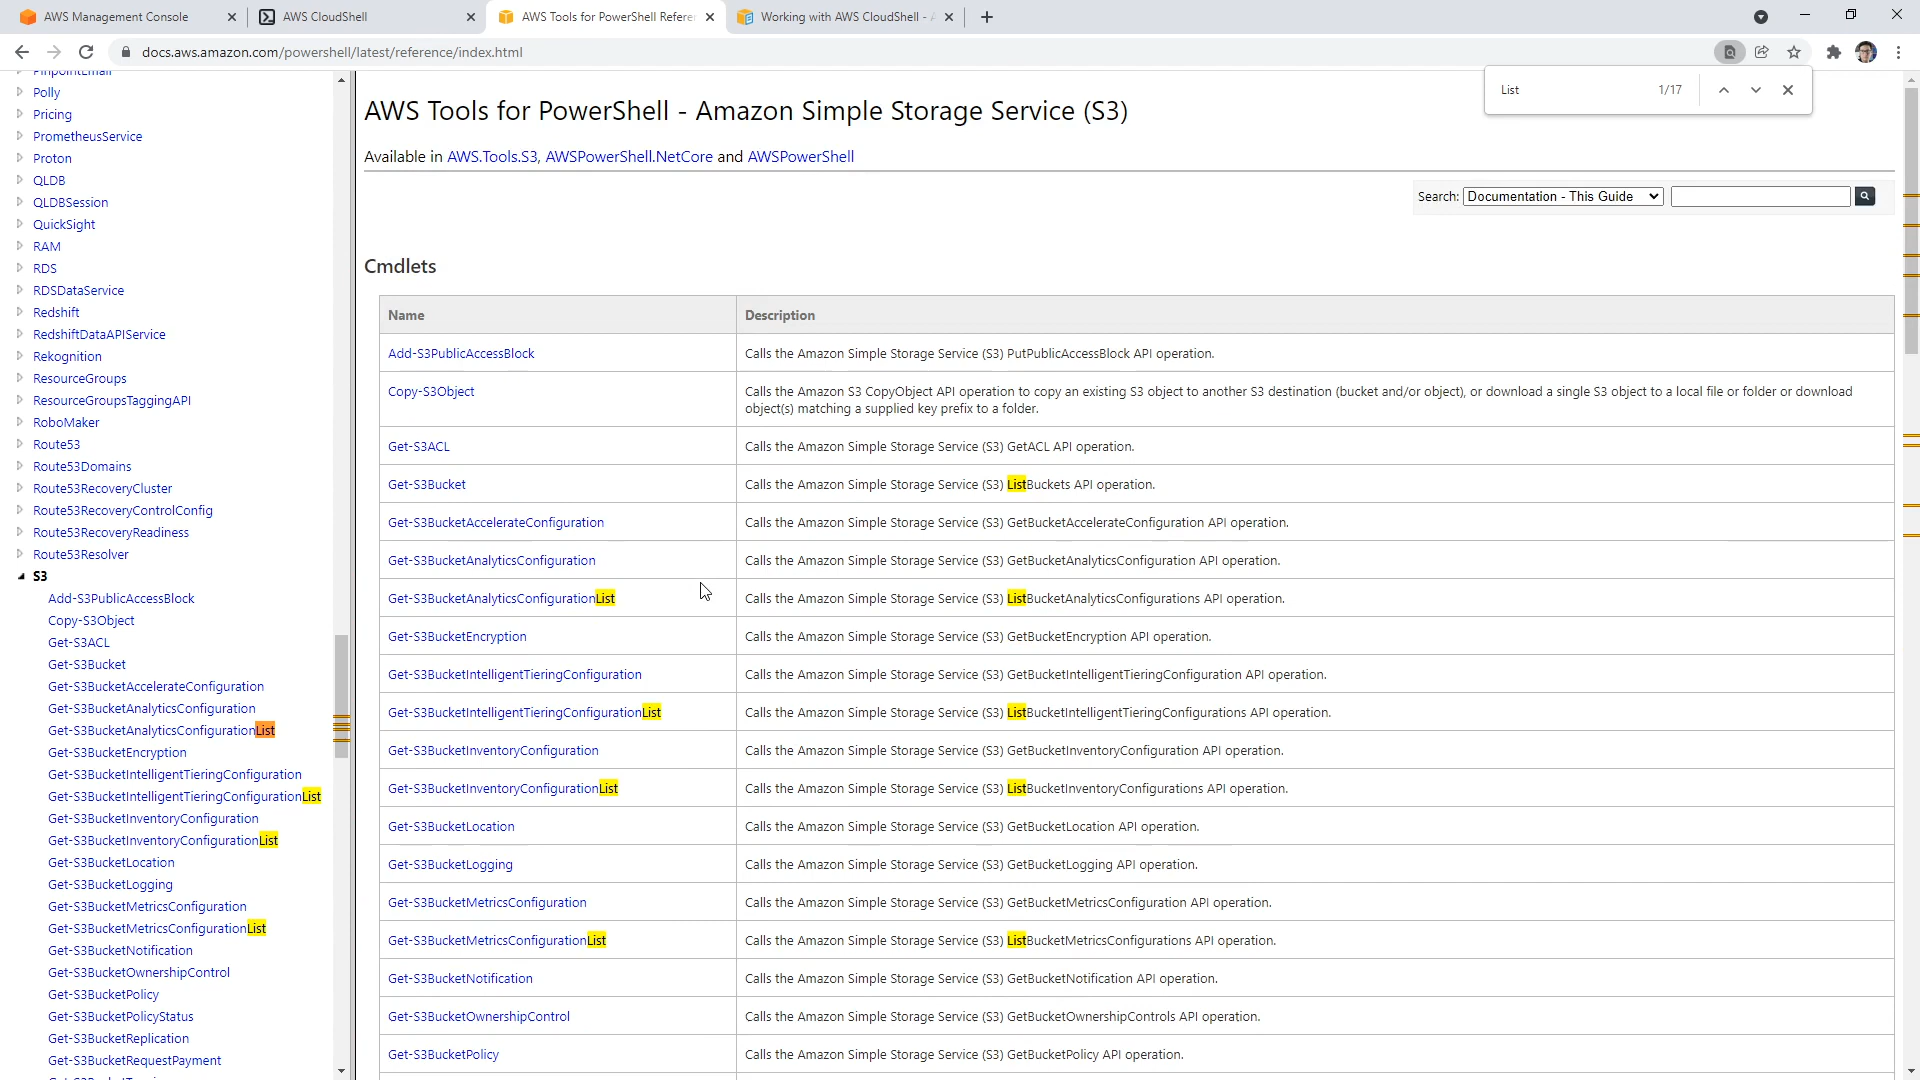 AWS Management Console
AWS CloudShell
AWS Tools for PowerShell Refere
Working with AWS CloudShell - A
docs.aws.amazon.com/powershell/latest/reference/index.html
List
1/17
PinpointEmail
Polly
Pricing
PrometheusService
Proton
QLDB
QLDBSession
QuickSight
RAM
RDS
RDSDataService
Redshift
RedshiftDataAPIService
Rekognition
ResourceGroups
ResourceGroupsTaggingAPI
RoboMaker
Route53
Route53Domains
Route53RecoveryCluster
Route53RecoveryControlConfig
Route53RecoveryReadiness
Route53Resolver
S3
Add-S3PublicAccessBlock
Copy-S3Object
Get-S3ACL
Get-S3Bucket
Get-S3BucketAccelerateConfiguration
Get-S3BucketAnalyticsConfiguration
Get-S3BucketAnalyticsConfigurationList
Get-S3BucketEncryption
Get-S3BucketIntelligentTieringConfiguration
Get-S3BucketIntelligentTieringConfigurationList
Get-S3BucketInventoryConfiguration
Get-S3BucketInventoryConfigurationList
Get-S3BucketLocation
Get-S3BucketLogging
Get-S3BucketMetricsConfiguration
Get-S3BucketMetricsConfigurationList
Get-S3BucketNotification
Get-S3BucketOwnershipControl
Get-S3BucketPolicy
Get-S3BucketPolicyStatus
Get-S3BucketReplication
Get-S3BucketRequestPayment
AWS Tools for PowerShell - Amazon Simple Storage Service (S3)
Available in AWS.Tools.S3, AWSPowerShell.NetCore and AWSPowerShell
Search: Documentation - This Guide
Cmdlets
Name Description
Add-S3PublicAccessBlock Calls the Amazon Simple Storage Service (S3) PutPublicAccessBlock API operation.
Copy-S3Object Calls the Amazon S3 CopyObject API operation to copy an existing S3 object to another S3 destination (bucket and/or object), or download a single S3 object to a local file or folder or download
object(s) matching a supplied key prefix to a folder.
Get-S3ACL Calls the Amazon Simple Storage Service (S3) GetACL API operation.
Get-S3Bucket Calls the Amazon Simple Storage Service (S3) ListBuckets API operation.
Get-S3BucketAccelerateConfiguration Calls the Amazon Simple Storage Service (S3) GetBucketAccelerateConfiguration API operation.
Get-S3BucketAnalyticsConfiguration Calls the Amazon Simple Storage Service (S3) GetBucketAnalyticsConfiguration API operation.
Get-S3BucketAnalyticsConfigurationList Calls the Amazon Simple Storage Service (S3) ListBucketAnalyticsConfigurations API operation.
Get-S3BucketEncryption Calls the Amazon Simple Storage Service (S3) GetBucketEncryption API operation.
Get-S3BucketIntelligentTieringConfiguration Calls the Amazon Simple Storage Service (S3) GetBucketIntelligentTieringConfiguration API operation.
Get-S3BucketIntelligentTieringConfigurationList Calls the Amazon Simple Storage Service (S3) ListBucketIntelligentTieringConfigurations API operation.
Get-S3BucketInventoryConfiguration Calls the Amazon Simple Storage Service (S3) GetBucketInventoryConfiguration API operation.
Get-S3BucketInventoryConfigurationList Calls the Amazon Simple Storage Service (S3) ListBucketInventoryConfigurations API operation.
Get-S3BucketLocation Calls the Amazon Simple Storage Service (S3) GetBucketLocation API operation.
Get-S3BucketLogging Calls the Amazon Simple Storage Service (S3) GetBucketLogging API operation.
Get-S3BucketMetricsConfiguration Calls the Amazon Simple Storage Service (S3) GetBucketMetricsConfiguration API operation.
Get-S3BucketMetricsConfigurationList Calls the Amazon Simple Storage Service (S3) ListBucketMetricsConfigurations API operation.
Get-S3BucketNotification Calls the Amazon Simple Storage Service (S3) GetBucketNotification API operation.
Get-S3BucketOwnershipControl Calls the Amazon Simple Storage Service (S3) GetBucketOwnershipControls API operation.
Get-S3BucketPolicy Calls the Amazon Simple Storage Service (S3) GetBucketPolicy API operation.